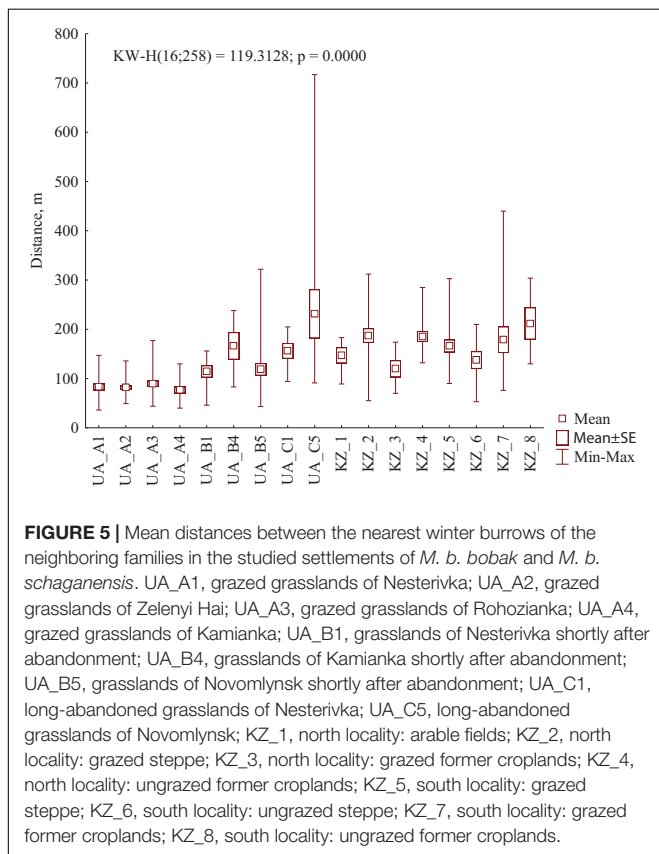 800
700
600
500
400
300
200
100
0
Distance, m
KW-H(16;258) = 119.3128; p = 0.0000
UA_A1
UA_A2
UA_A3
UA_A4
UA_B1
UA_B4
UA_B5
UA_C1
UA_C5
KZ_1
KZ_2
KZ_3
KZ_4
KZ_5
KZ_6
KZ_7
KZ_8
Mean
Mean±SE
Min-Max
FIGURE 5 | Mean distances between the nearest winter burrows of the
neighboring families in the studied settlements of M. b. bobak and M. b.
schaganensis. UA_A1, grazed grasslands of Nesterivka; UA_A2, grazed
grasslands of Zelenyi Hai; UA_A3, grazed grasslands of Rohozianka; UA_A4,
grazed grasslands of Kamianka; UA_B1, grasslands of Nesterivka shortly after
abandonment; UA_B4, grasslands of Kamianka shortly after abandonment;
UA_B5, grasslands of Novomlynsk shortly after abandonment; UA_C1,
long-abandoned grasslands of Nesterivka; UA_C5, long-abandoned
grasslands of Novomlynsk; KZ_1, north locality: arable fields; KZ_2, north
locality: grazed steppe; KZ_3, north locality: grazed former croplands; KZ_4,
north locality: ungrazed former croplands; KZ_5, south locality: grazed
steppe; KZ_6, south locality: ungrazed steppe; KZ_7, south locality: grazed
former croplands; KZ_8, south locality: ungrazed former croplands.